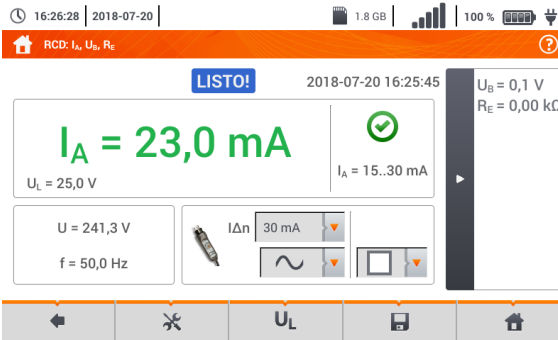 16:26:28 2018-07-20 1.8 GB 100 %
RCD: IA, UB, RE
LISTO! 2018-07-20 16:25:45
IA = 23,0 mA
UL = 25,0 V
IA = 15..30 mA
UB = 0,1 V
RE = 0,00 kΩ
U = 241,3 V
f = 50,0 Hz
IΔn 30 mA
UL